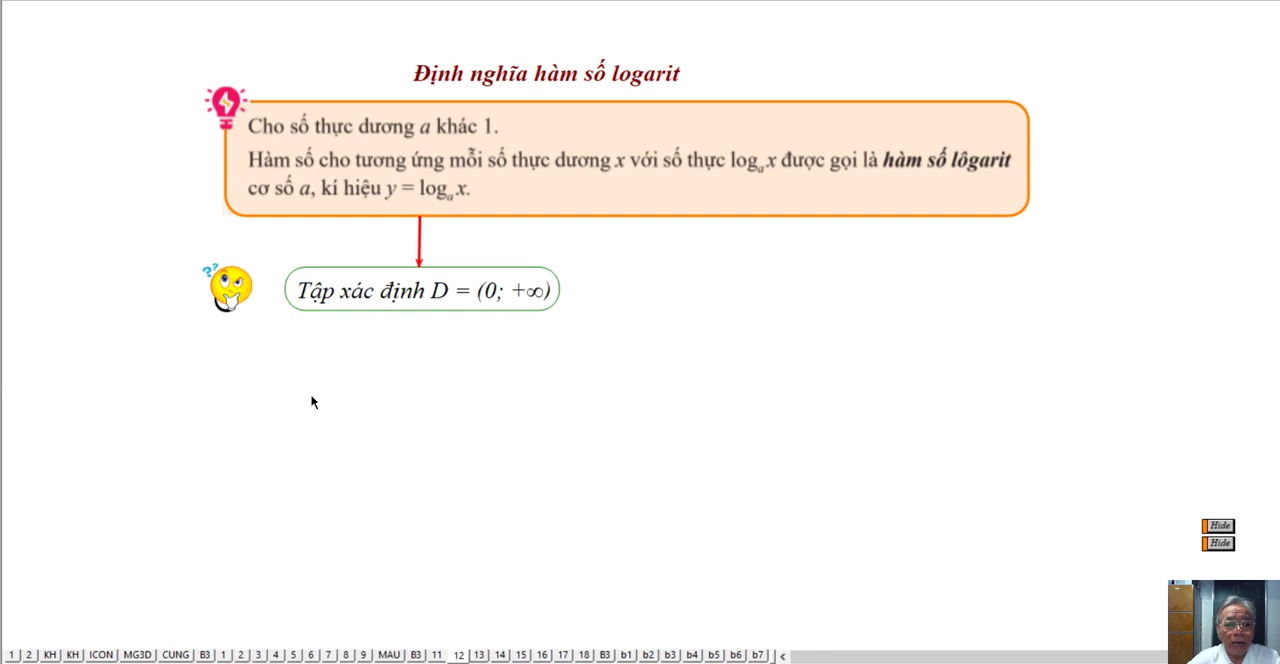 Định nghĩa hàm số logarit
Cho số thực dương a khác 1.
Hàm số cho tương ứng mỗi số thực dương x với số thực logₐx được gọi là hàm số lôgarit
cơ số a, kí hiệu y = logₐx.
??
Tập xác định D = (0; +∞)
Hide
Hide
1 2 KH KH ICON MG3D CUNG B3 1 2 3 4 5 6 7 8 9 MAU B3 11 12 13 14 15 16 17 18 B3 b1 b2 b3 b4 b5 b6 b7 <